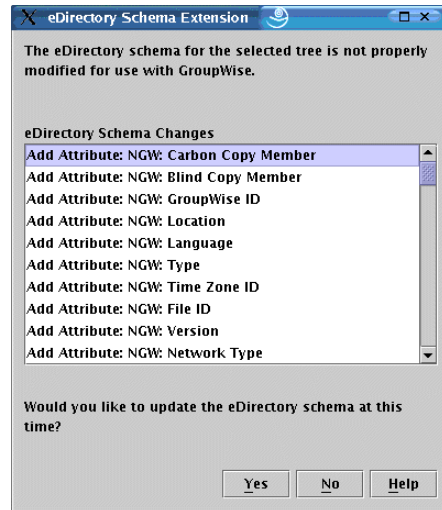 eDirectory Schema Extension
The eDirectory schema for the selected tree is not properly
modified for use with GroupWise.
eDirectory Schema Changes
Add Attribute: NGW: Carbon Copy Member
Add Attribute: NGW: Blind Copy Member
Add Attribute: NGW: GroupWise ID
Add Attribute: NGW: Location
Add Attribute: NGW: Language
Add Attribute: NGW: Type
Add Attribute: NGW: Time Zone ID
Add Attribute: NGW: File ID
Add Attribute: NGW: Version
Add Attribute: NGW: Network Type
Would you like to update the eDirectory schema at this
time?
Yes No Help